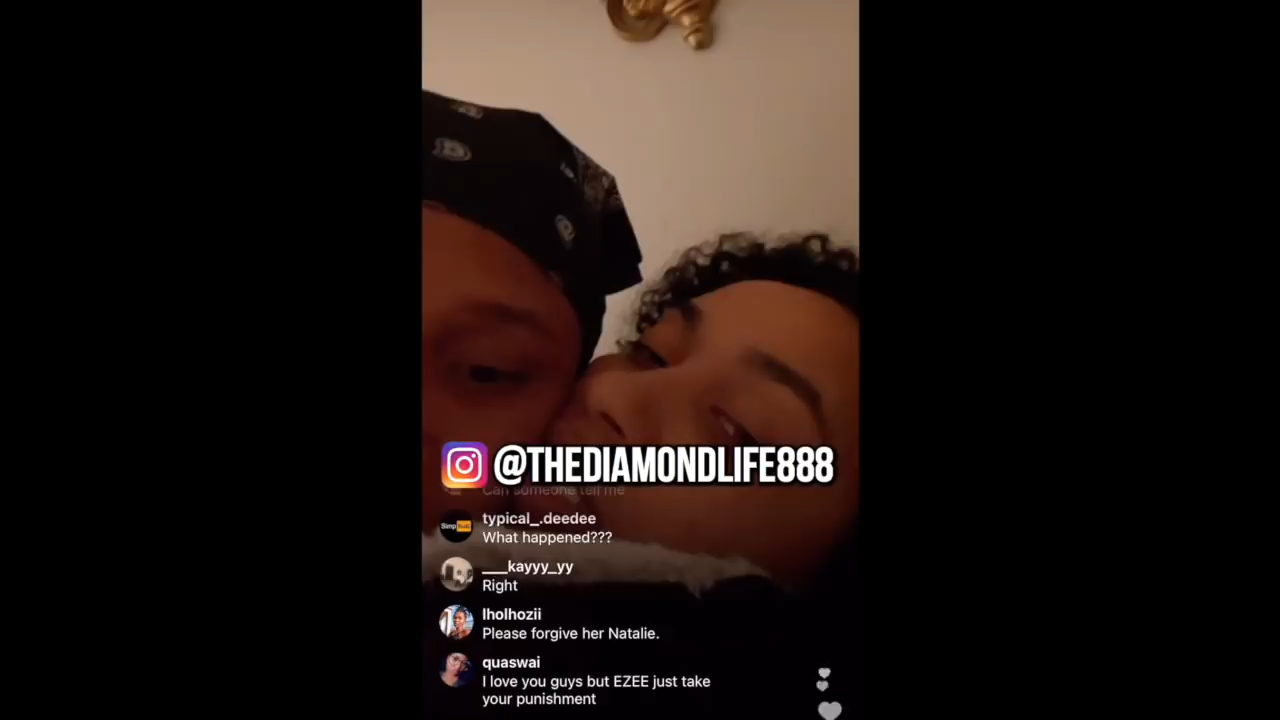 @THEDIAMONDLIFE888
Can someone tell me
typical_.deedee
What happened???
____kayyy_yy
Right
lholhozii
Please forgive her Natalie.
quaswai
I love you guys but EZEE just take
your punishment